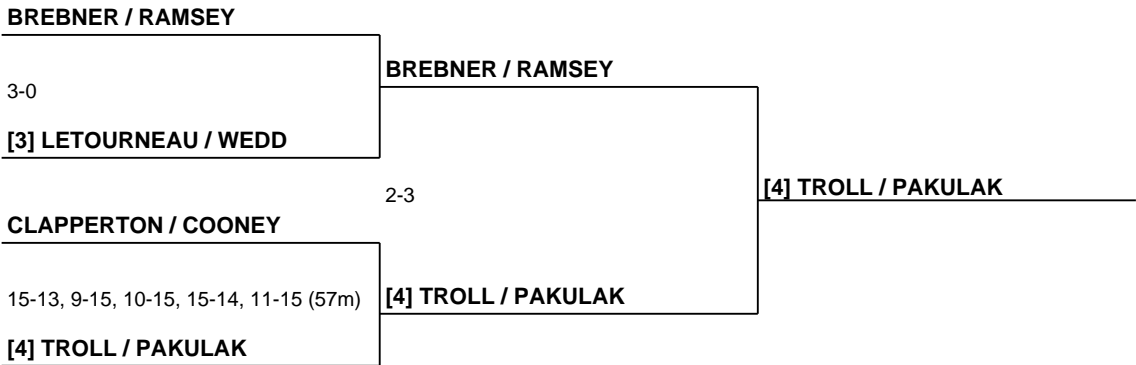 BREBNER / RAMSEY
BREBNER / RAMSEY
3-0
[3] LETOURNEAU / WEDD
2-3
[4] TROLL / PAKULAK
CLAPPERTON / COONEY
15-13, 9-15, 10-15, 15-14, 11-15 (57m)
[4] TROLL / PAKULAK
[4] TROLL / PAKULAK